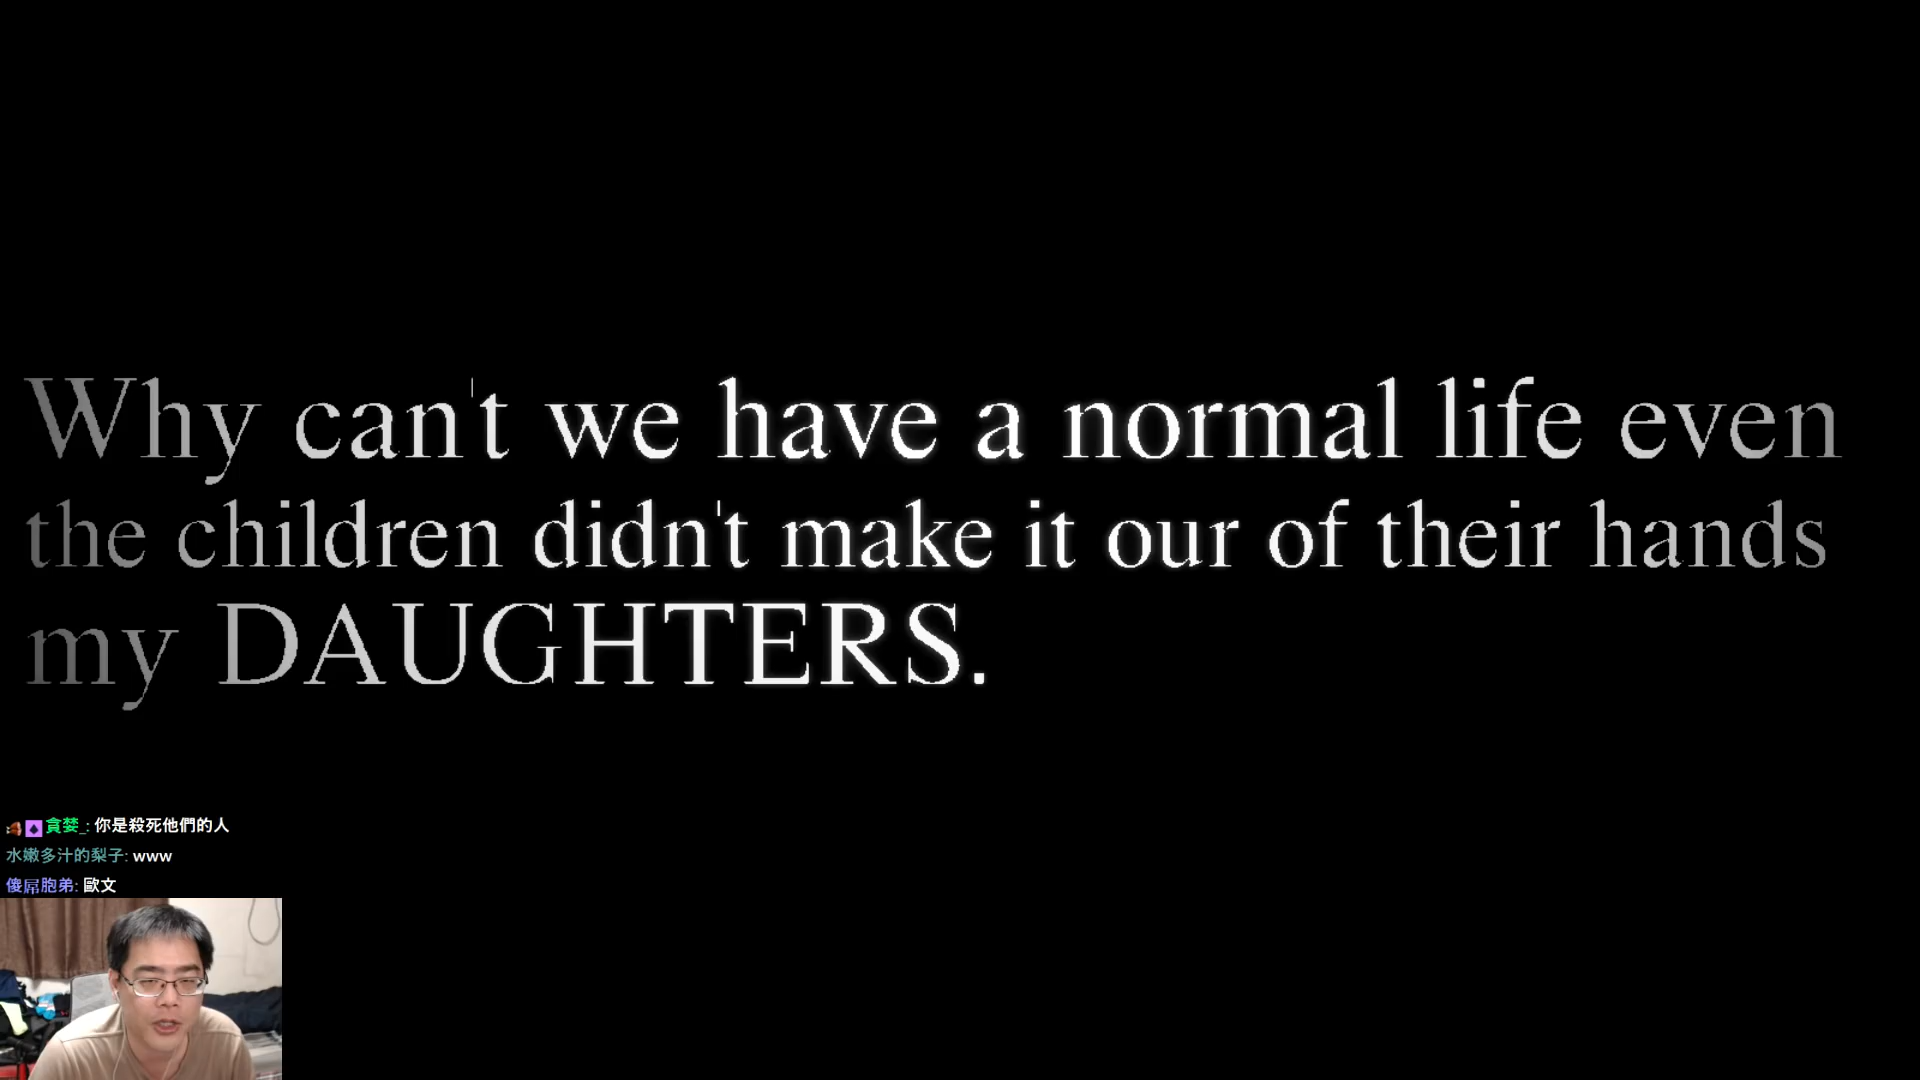 Why can't we have a normal life even
the children didn't make it our of their hands
my DAUGHTERS.
貪婪_: 你是殺死他們的人
水嫩多汁的梨子: www
傻屌胞弟: 歐文